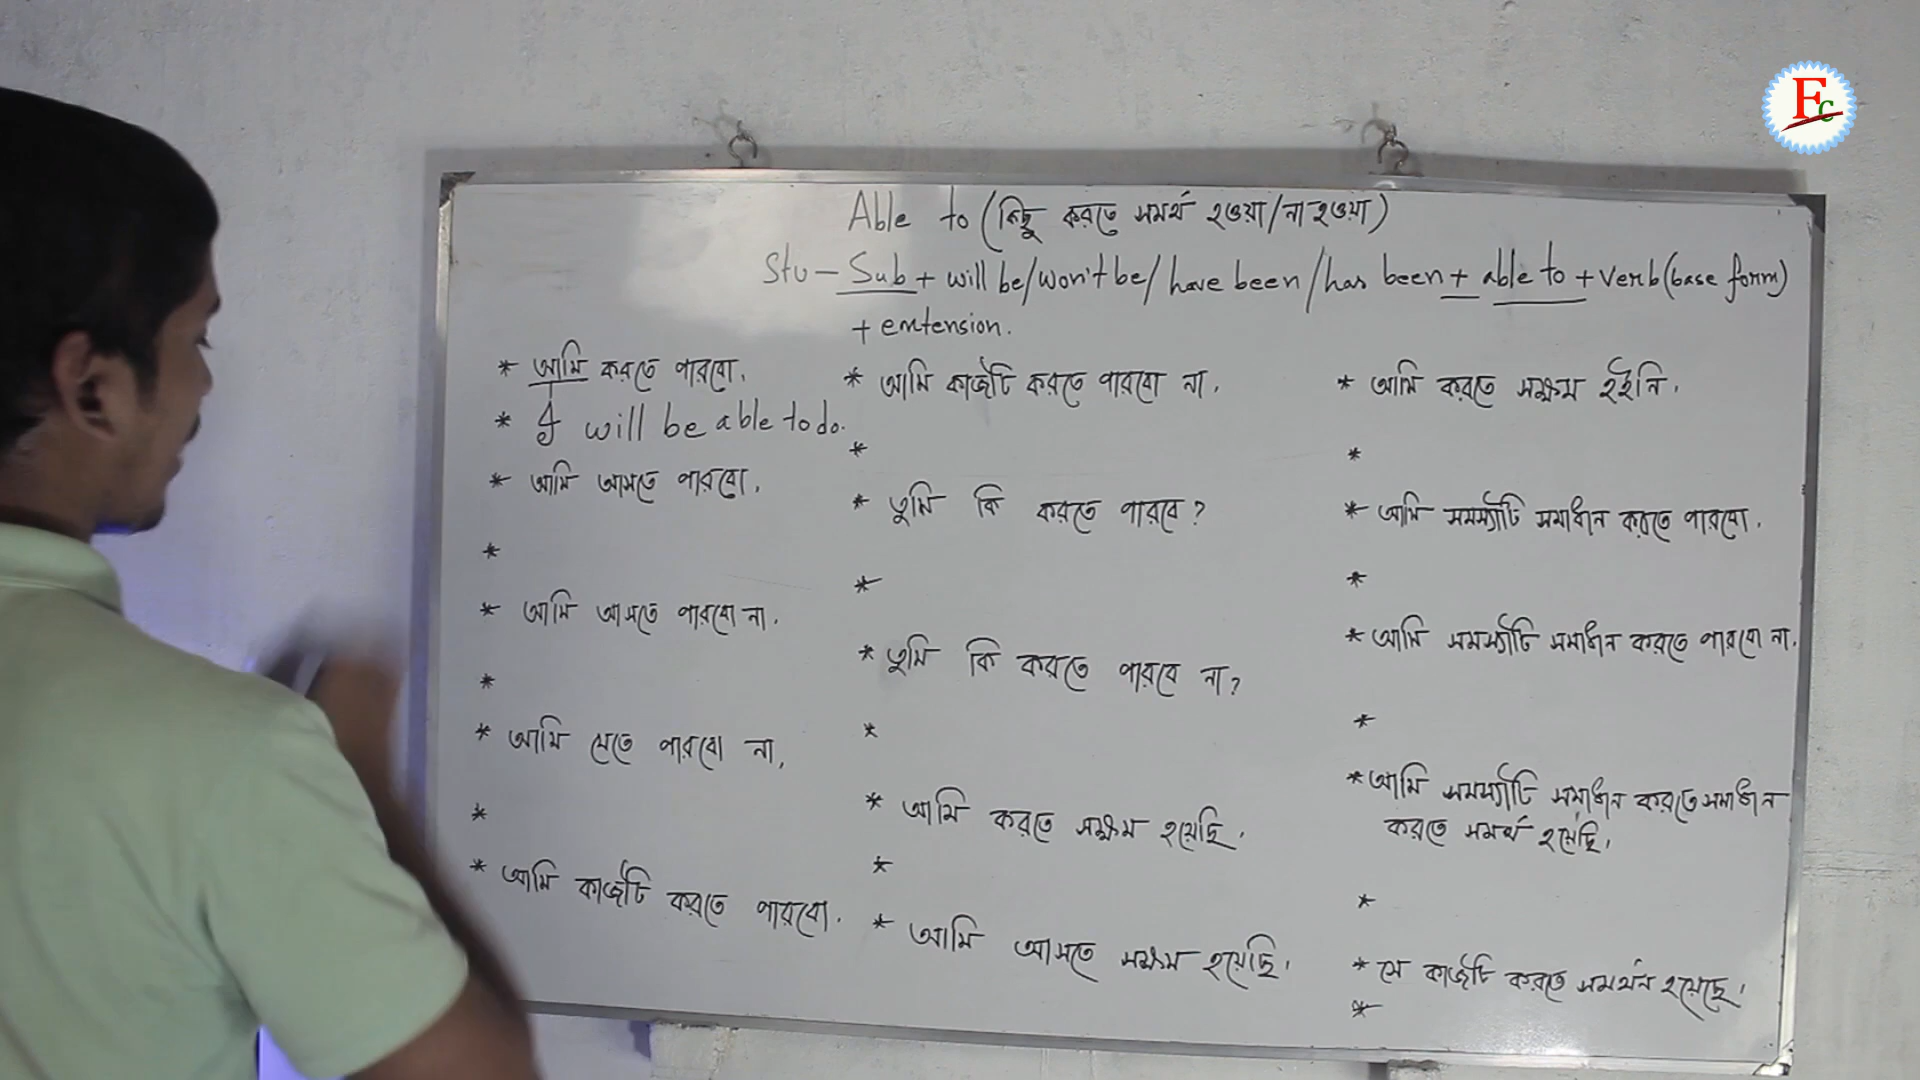 Able to (কিছু করতে সমর্থ হওয়া/না হওয়া)
Stu - Sub + will be/won't be/have been/has been + able to + verb(base form)
+ extension.
* আমি করতে পারবো.
* I will be able to do.
* আমি আসতে পারবো.
*
* আমি আসতে পারবো না.
*
* আমি যেতে পারবো না.
*
* আমি কাজটি করতে পারবো.
* আমি কাজটি করতে পারবো না.
*
* তুমি কি করতে পারবে?
*
* তুমি কি করতে পারবে না?
*
* আমি করতে সক্ষম হয়েছি.
*
* আমি আসতে সক্ষম হয়েছি.
* আমি করতে সক্ষম হইনি.
*
* আমি সমস্যাটি সমাধান করতে পারবো.
*
* আমি সমস্যাটি সমাধান করতে পারবো না.
*
* আমি সমস্যাটি সমাধান করতে সমাধান
করতে সমর্থ হয়েছি.
*
* সে কাজটি করতে সমর্থন হয়েছে.
*
Fc